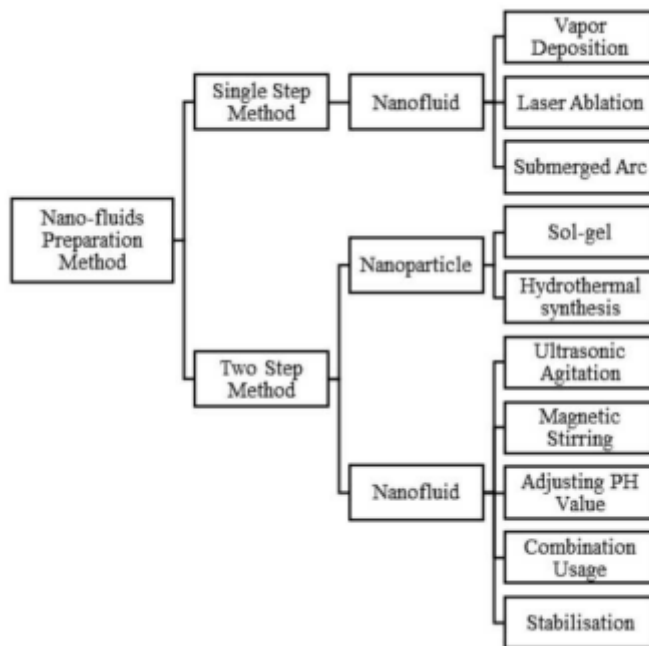 Nano-fluids
Preparation
Method
Single Step
Method
Nanofluid
Vapor
Deposition
Laser Ablation
Submerged Arc
Two Step
Method
Nanoparticle
Sol-gel
Hydrothermal
synthesis
Nanofluid
Ultrasonic
Agitation
Magnetic
Stirring
Adjusting PH
Value
Combination
Usage
Stabilisation